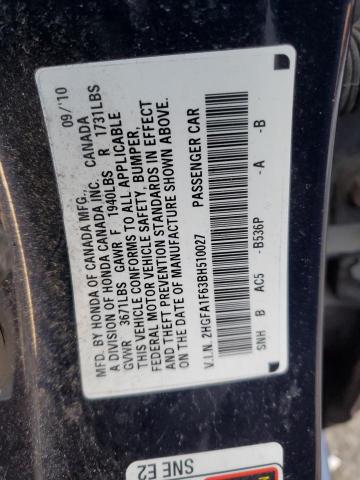 MFG. BY HONDA OF CANADA MFG., CANADA 09/'10
A DIVISION OF HONDA CANADA INC.
GVWR 3671LBS GAWR F 1940LBS R 1731LBS
THIS VEHICLE CONFORMS TO ALL APPLICABLE
FEDERAL MOTOR VEHICLE SAFETY, BUMPER,
AND THEFT PREVENTION STANDARDS IN EFFECT
ON THE DATE OF MANUFACTURE SHOWN ABOVE.
V.I.N. 2HGFA1F63BH510027 PASSENGER CAR
SNH B AC5 -B536P -A -B
SNE E2